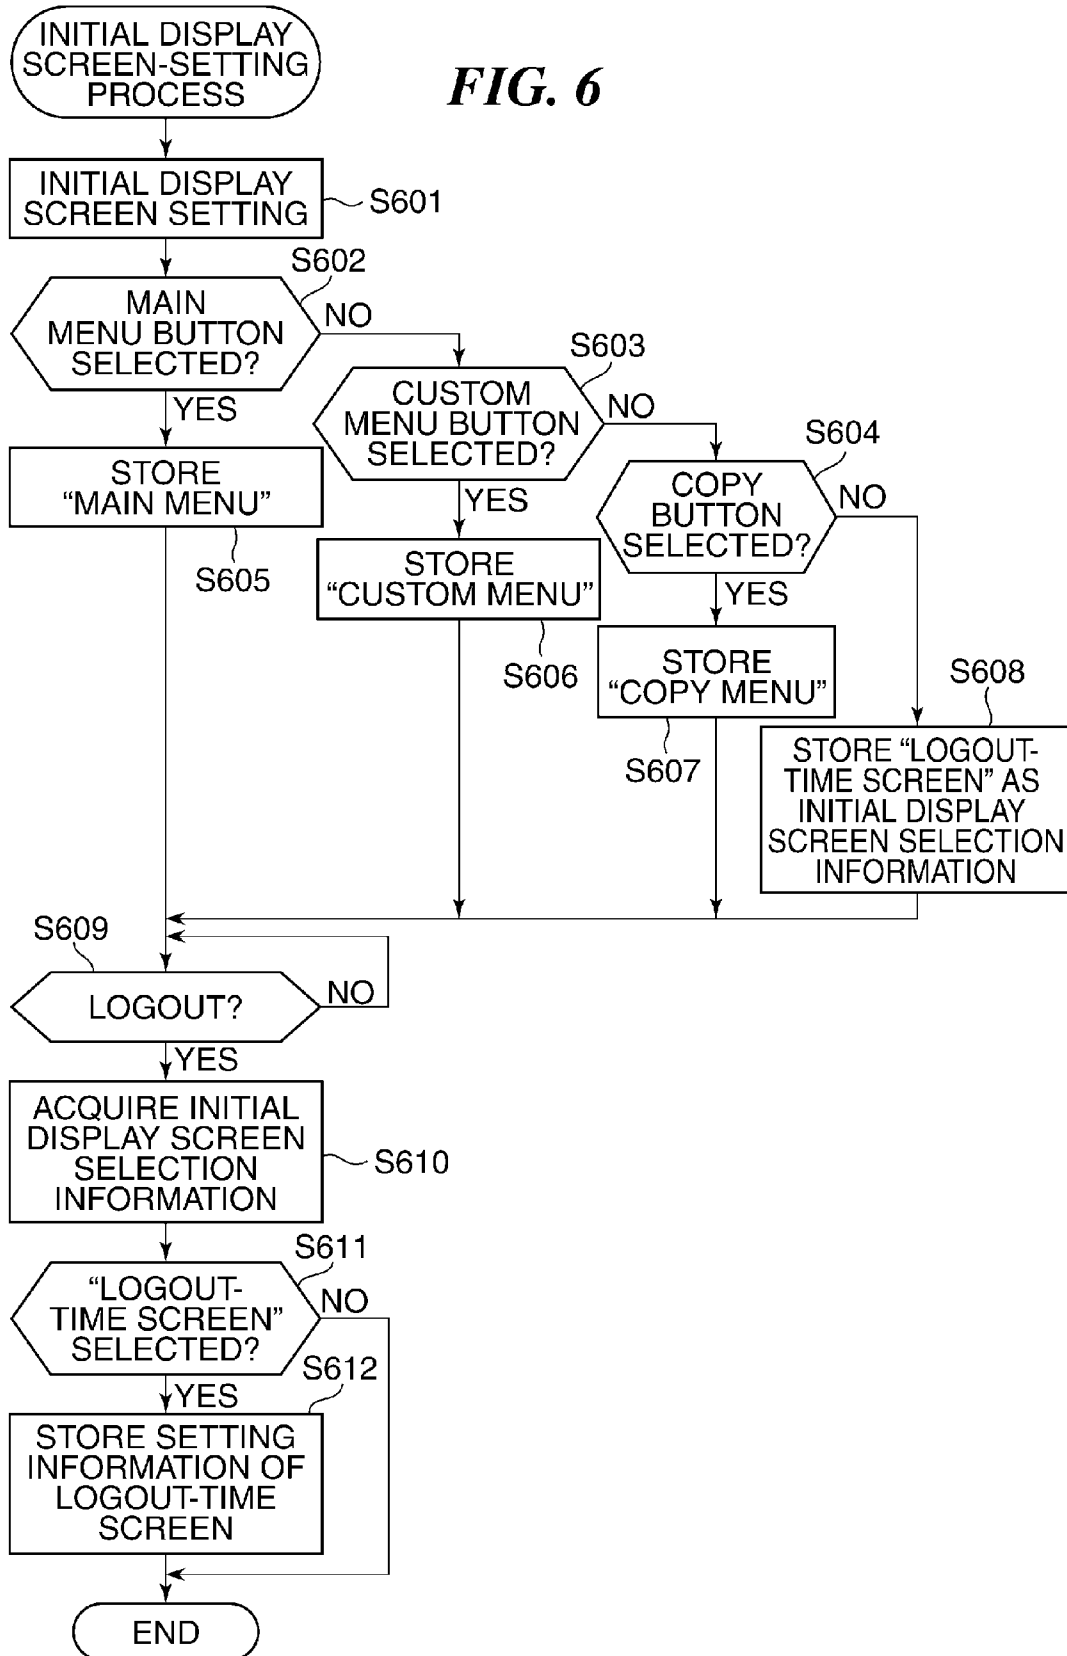 INITIAL DISPLAY
SCREEN-SETTING
PROCESS
FIG. 6
INITIAL DISPLAY
SCREEN SETTING
S601
S602
MAIN
MENU BUTTON
SELECTED?
NO
YES
S603
CUSTOM
MENU BUTTON
SELECTED?
NO
YES
S604
COPY
BUTTON
SELECTED?
NO
YES
STORE
“MAIN MENU”
S605
STORE
“CUSTOM MENU”
S606
STORE
“COPY MENU”
S607
S608
STORE “LOGOUT-
TIME SCREEN” AS
INITIAL DISPLAY
SCREEN SELECTION
INFORMATION
S609
LOGOUT?
NO
YES
ACQUIRE INITIAL
DISPLAY SCREEN
SELECTION
INFORMATION
S610
S611
“LOGOUT-
TIME SCREEN”
SELECTED?
NO
YES
S612
STORE SETTING
INFORMATION OF
LOGOUT-TIME
SCREEN
END